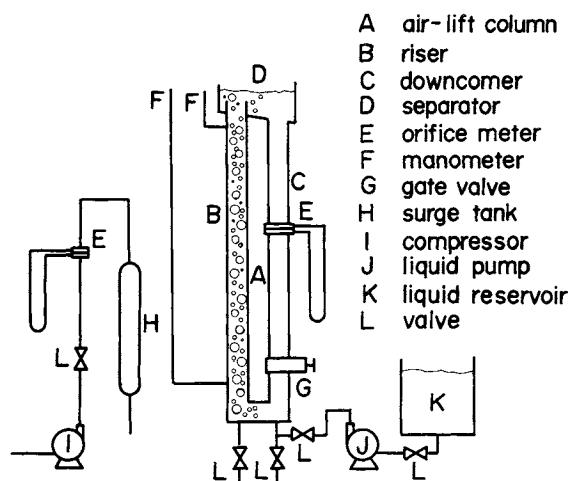 A air-lift column
B riser
C downcomer
D separator
E orifice meter
F manometer
G gate valve
H surge tank
I compressor
J liquid pump
K liquid reservoir
L valve
D
F
F
C
B
E
E
A
H
L
G
K
I
J
L
L
L
L